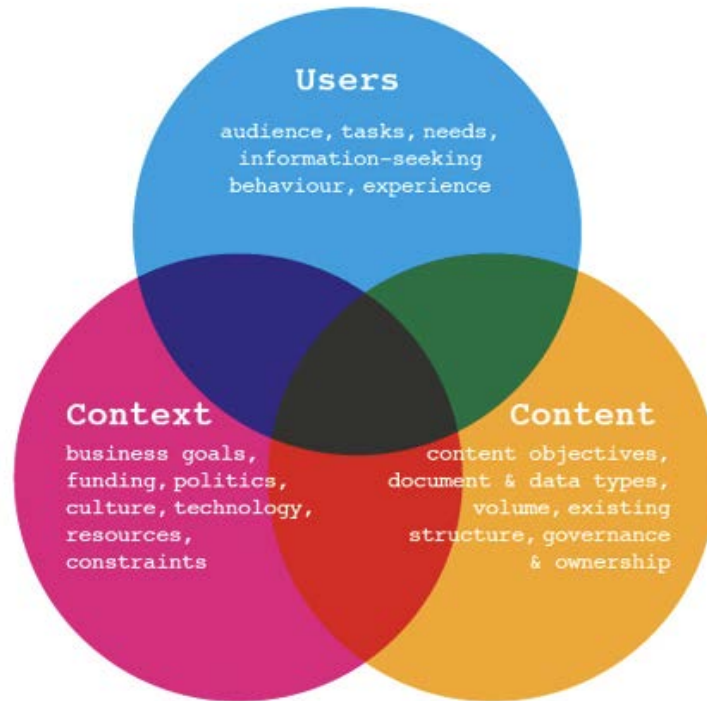 Users
audience, tasks, needs,
information-seeking
behaviour, experience
Context
business goals,
funding, politics,
culture, technology,
resources,
constraints
Content
content objectives,
document & data types,
volume, existing
structure, governance
& ownership